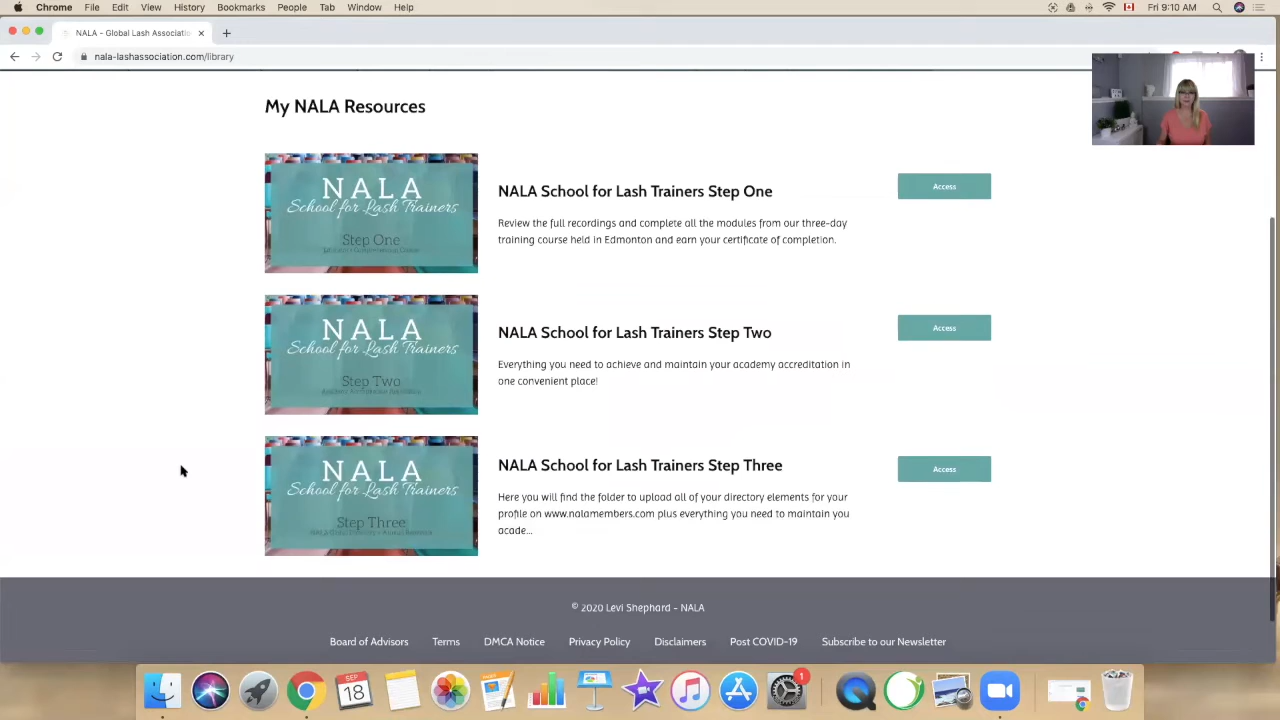 Chrome File Edit View History Bookmarks People Tab Window Help
Fri 9:10 AM
NALA - Global Lash Associatio
nala-lashassociation.com/library
My NALA Resources
NALA
School for Lash Trainers
Step One
NALA School for Lash Trainers Step One
Review the full recordings and complete all the modules from our three-day
training course held in Edmonton and earn your certificate of completion.
Access
NALA
School for Lash Trainers
Step Two
NALA School for Lash Trainers Step Two
Everything you need to achieve and maintain your academy accreditation in
one convenient place!
Access
NALA
School for Lash Trainers
Step Three
NALA School for Lash Trainers Step Three
Here you will find the folder to upload all of your directory elements for your
profile on www.nalamembers.com plus everything you need to maintain you
acade...
Access
© 2020 Levi Shephard - NALA
Board of Advisors Terms DMCA Notice Privacy Policy Disclaimers Post COVID-19 Subscribe to our Newsletter
SEP
18
1